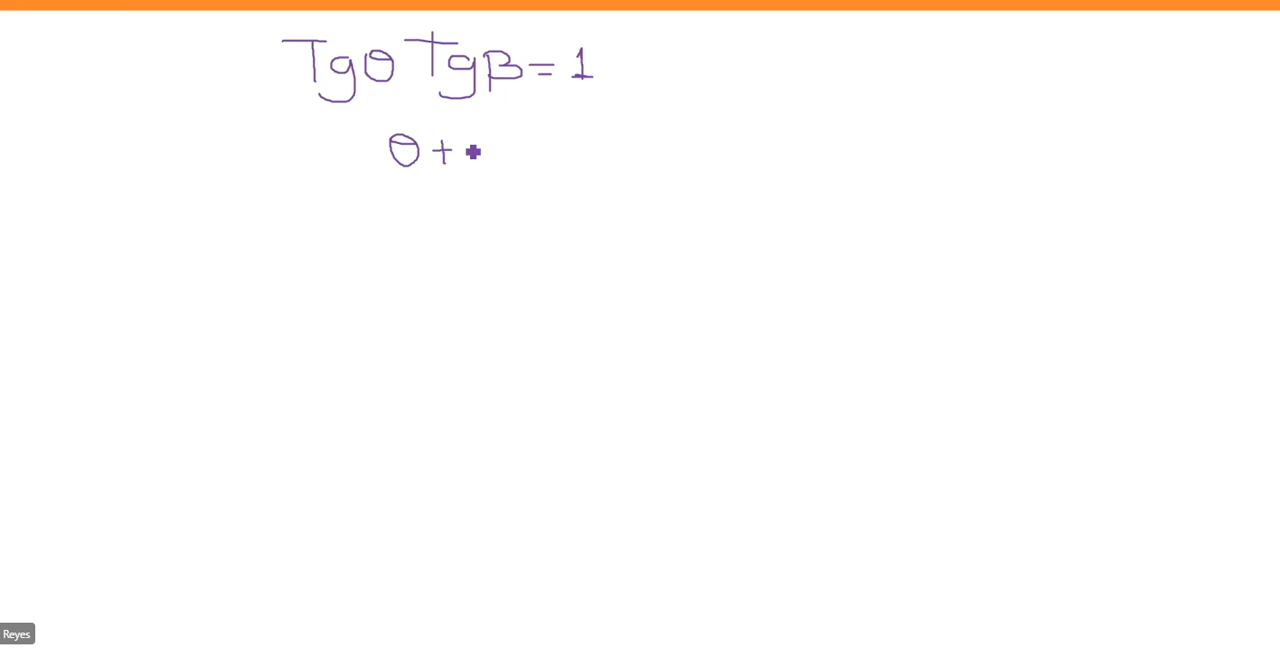 Tgθ Tgβ = 1
θ +
Reyes